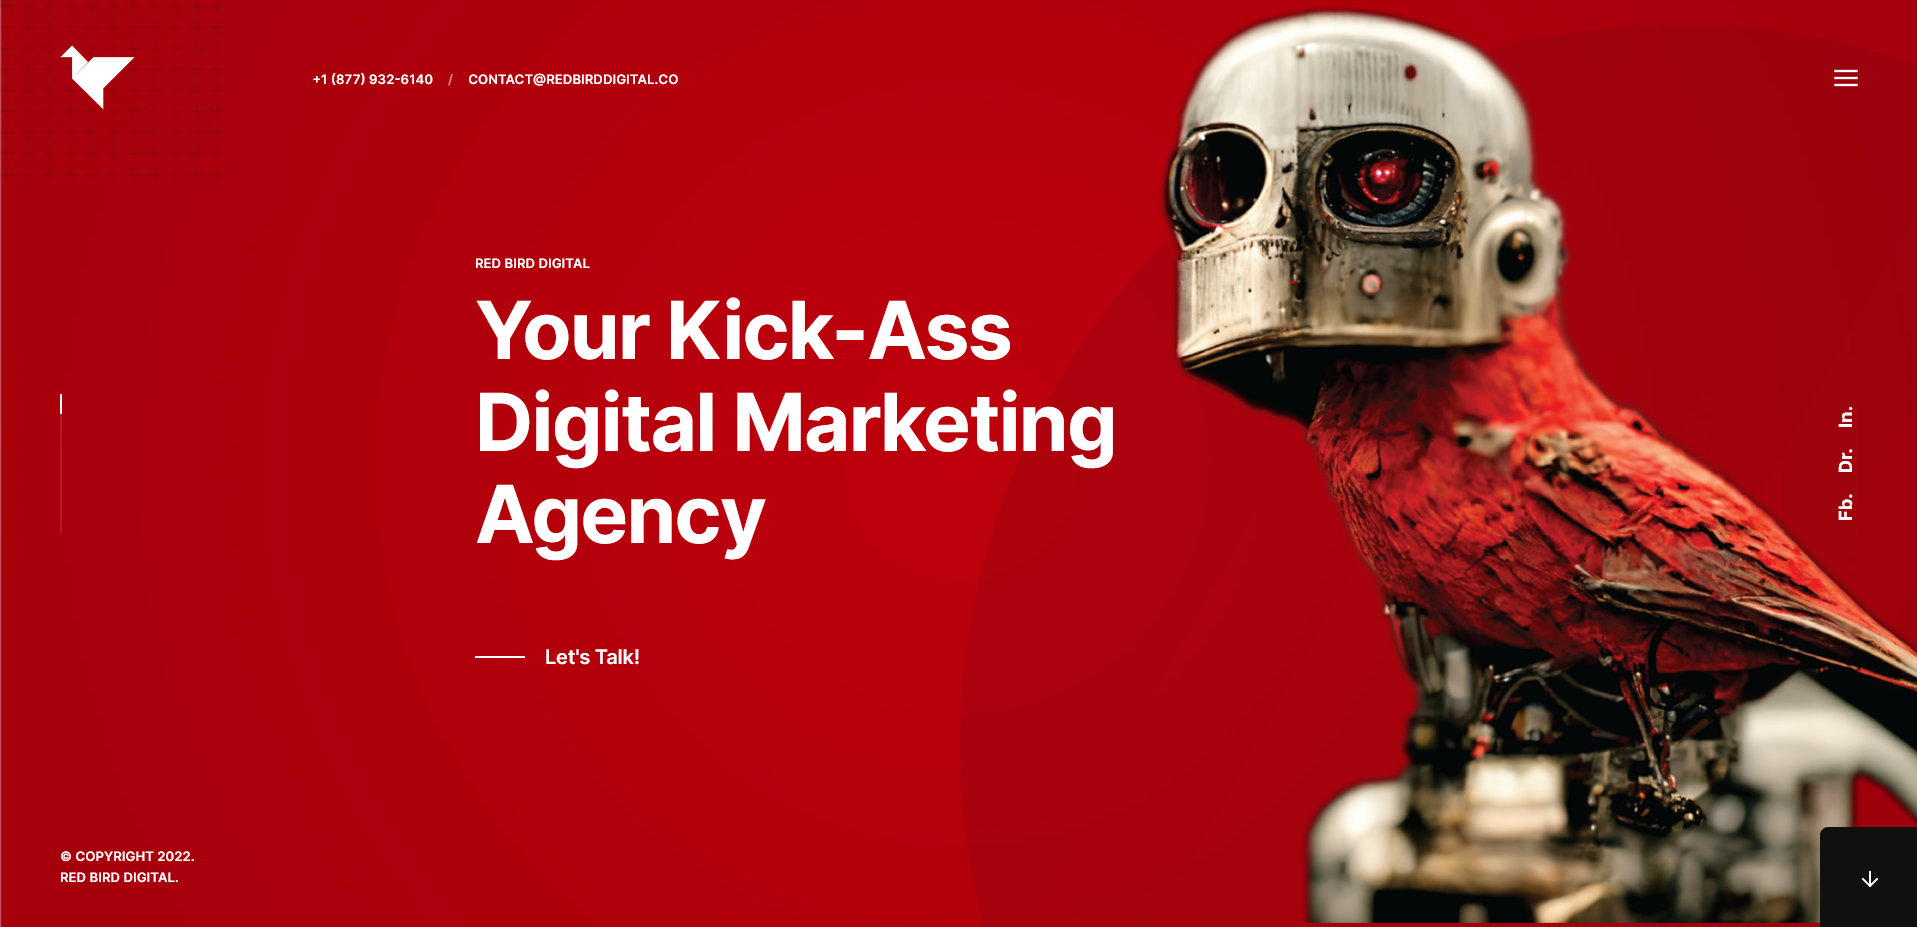 +1 (877) 932-6140 / CONTACT@REDBIRDDIGITAL.CO
RED BIRD DIGITAL
Your Kick-Ass
Digital Marketing
Agency
Let's Talk!
In.
Dr.
Fb.
© COPYRIGHT 2022.
RED BIRD DIGITAL.